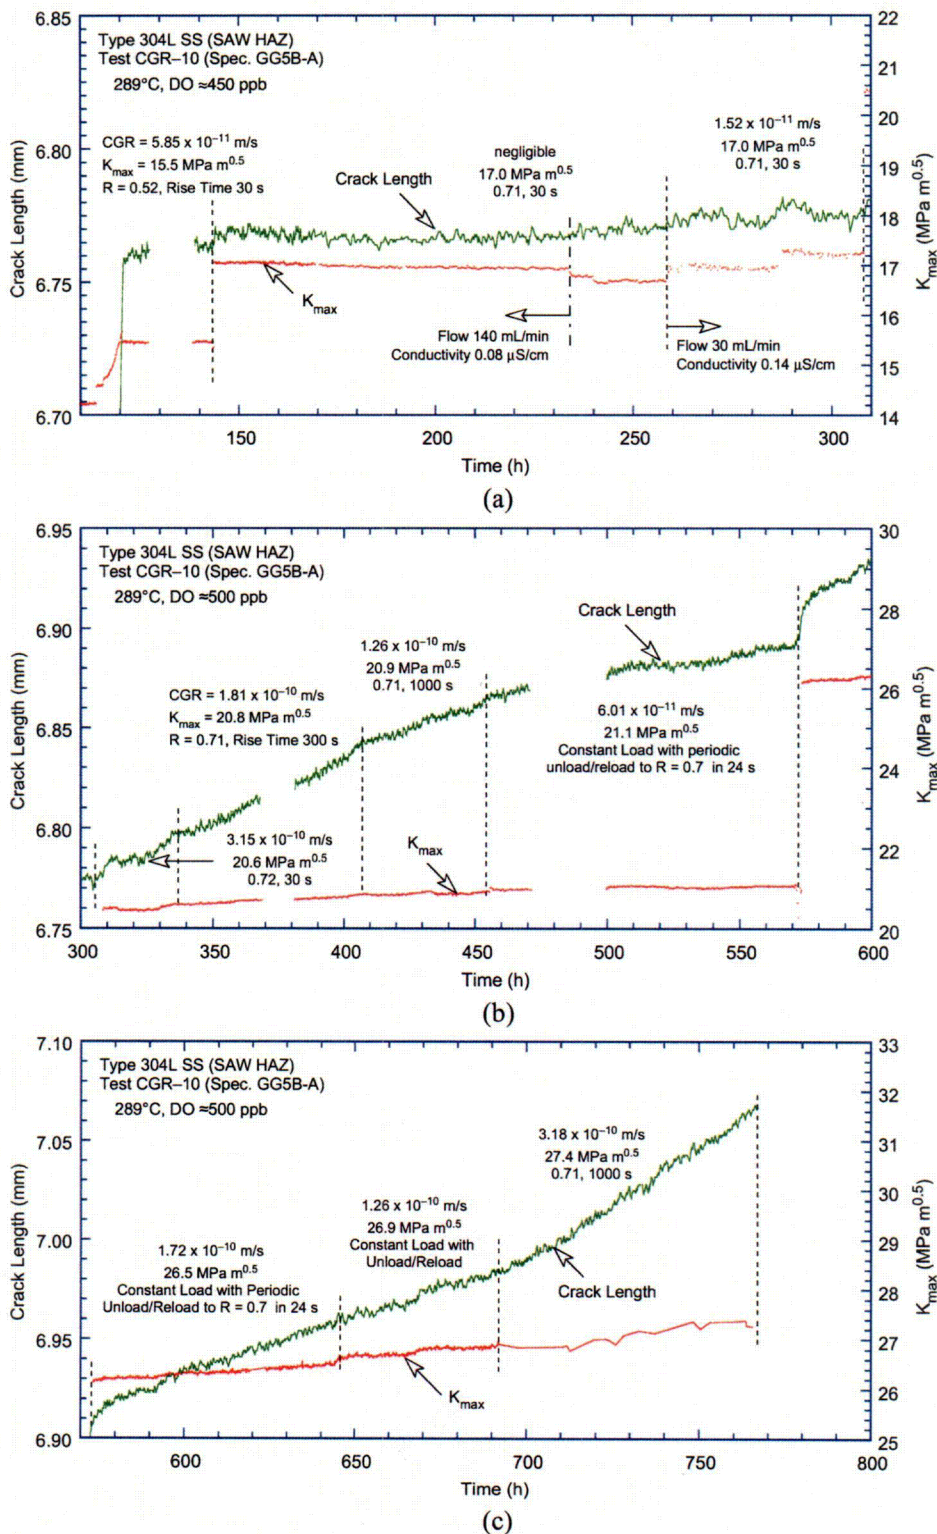 6.85
6.80
6.75
6.70
Crack Length (mm)
Type 304L SS (SAW HAZ)
Test CGR–10 (Spec. GG5B-A)
289°C, DO ≈450 ppb
CGR = 5.85 x 10⁻¹¹ m/s
Kmax = 15.5 MPa m⁰·⁵
R = 0.52, Rise Time 30 s
Crack Length
Kmax
negligible
17.0 MPa m⁰·⁵
0.71, 30 s
1.52 x 10⁻¹¹ m/s
17.0 MPa m⁰·⁵
0.71, 30 s
Flow 140 mL/min
Conductivity 0.08 μS/cm
Flow 30 mL/min
Conductivity 0.14 μS/cm
22
21
20
19
18
17
16
15
14
Kmax (MPa m⁰·⁵)
150 200 250 300
Time (h)
(a)
6.95
6.90
6.85
6.80
6.75
Crack Length (mm)
Type 304L SS (SAW HAZ)
Test CGR–10 (Spec. GG5B-A)
289°C, DO ≈500 ppb
CGR = 1.81 x 10⁻¹⁰ m/s
Kmax = 20.8 MPa m⁰·⁵
R = 0.71, Rise Time 300 s
1.26 x 10⁻¹⁰ m/s
20.9 MPa m⁰·⁵
0.71, 1000 s
Crack Length
6.01 x 10⁻¹¹ m/s
21.1 MPa m⁰·⁵
Constant Load with periodic
unload/reload to R = 0.7 in 24 s
3.15 x 10⁻¹⁰ m/s
20.6 MPa m⁰·⁵
0.72, 30 s
Kmax
30
28
26
24
22
20
Kmax (MPa m⁰·⁵)
300 350 400 450 500 550 600
Time (h)
(b)
7.10
7.05
7.00
6.95
6.90
Crack Length (mm)
Type 304L SS (SAW HAZ)
Test CGR–10 (Spec. GG5B-A)
289°C, DO ≈500 ppb
1.72 x 10⁻¹⁰ m/s
26.5 MPa m⁰·⁵
Constant Load with Periodic
Unload/Reload to R = 0.7 in 24 s
1.26 x 10⁻¹⁰ m/s
26.9 MPa m⁰·⁵
Constant Load with
Unload/Reload
3.18 x 10⁻¹⁰ m/s
27.4 MPa m⁰·⁵
0.71, 1000 s
Crack Length
Kmax
33
32
31
30
29
28
27
26
25
Kmax (MPa m⁰·⁵)
600 650 700 750 800
Time (h)
(c)